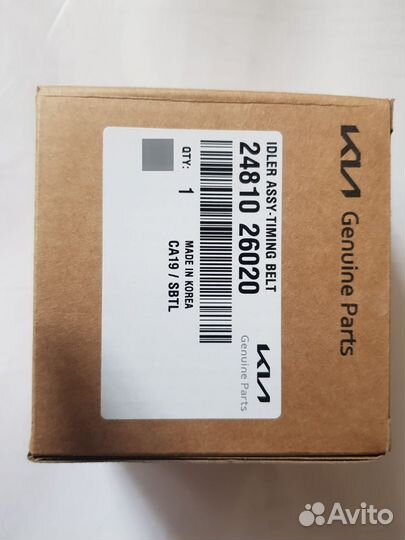 KIA Genuine Parts
IDLER ASSY-TIMING BELT
24810 26020
QTY: 1
MADE IN KOREA
CA19 / SBTL
KIA
Genuine Parts
Avito